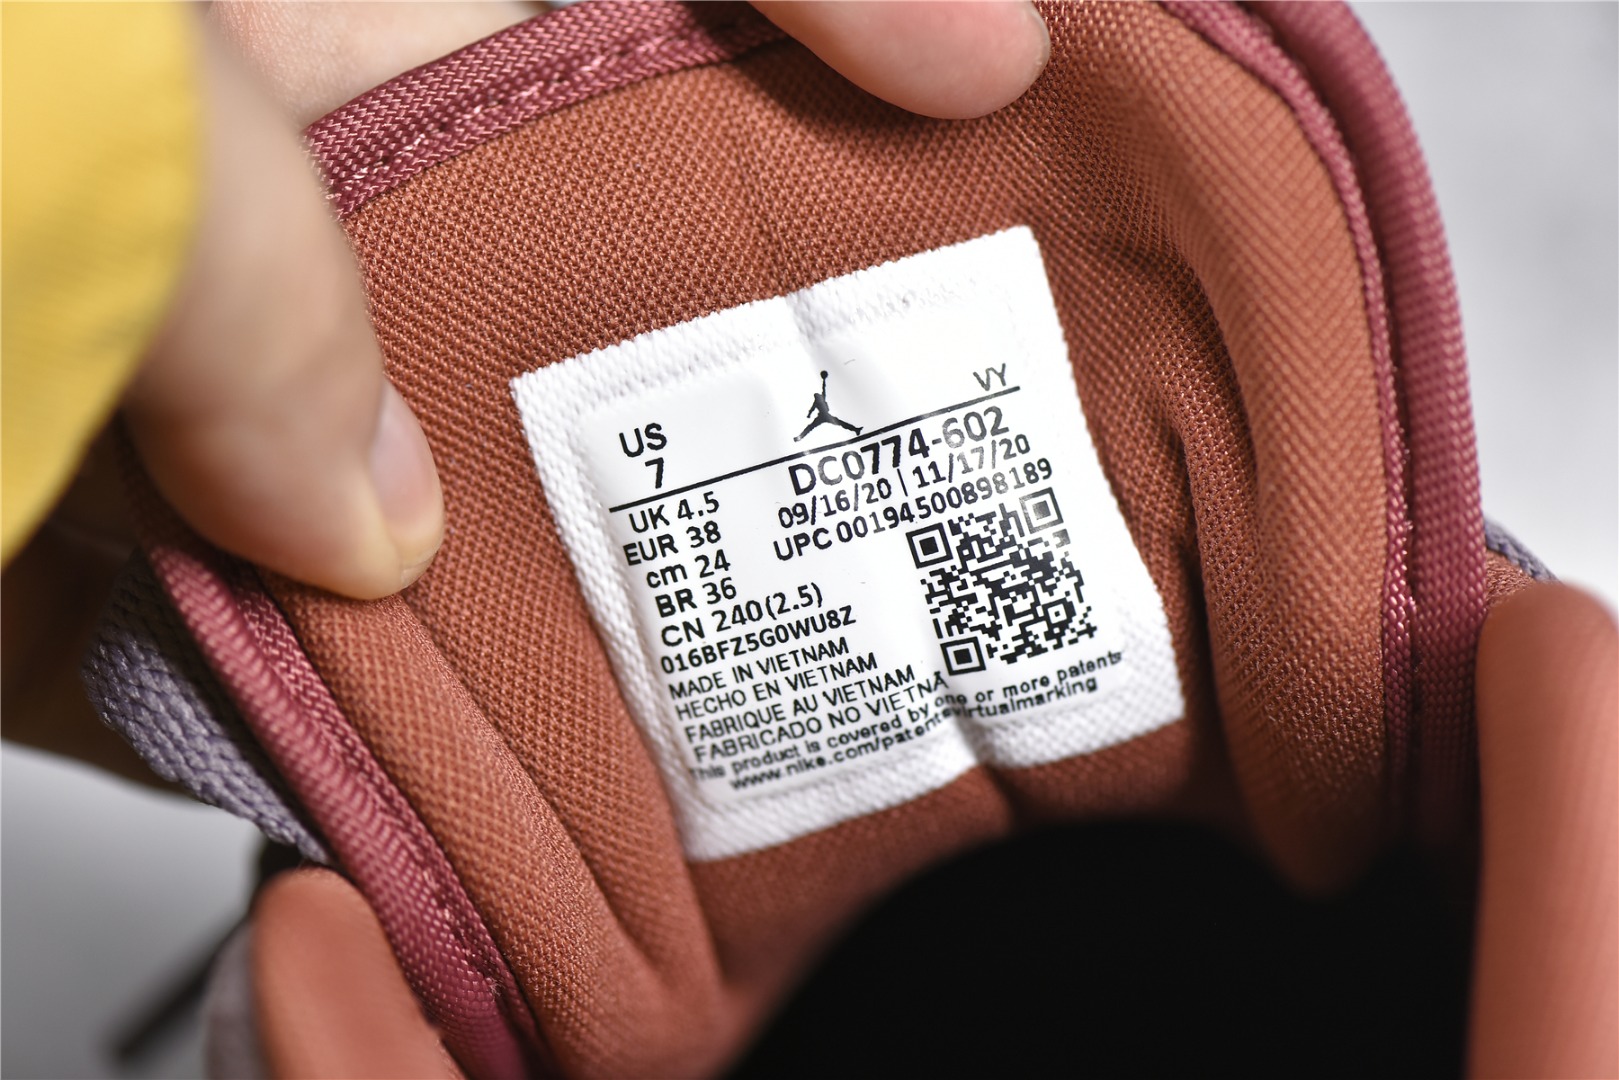 US
7
VY
DC0774-602
09/16/20 | 11/17/20
UPC 00194500898189
UK 4.5
EUR 38
cm 24
BR 36
CN 240(2.5)
016BFZ5G0WU8Z
MADE IN VIETNAM
HECHO EN VIETNAM
FABRIQUE AU VIETNAM
FABRICADO NO VIETNA
This product is covered by one or more patents
www.nike.com/patentsvirtualmarking